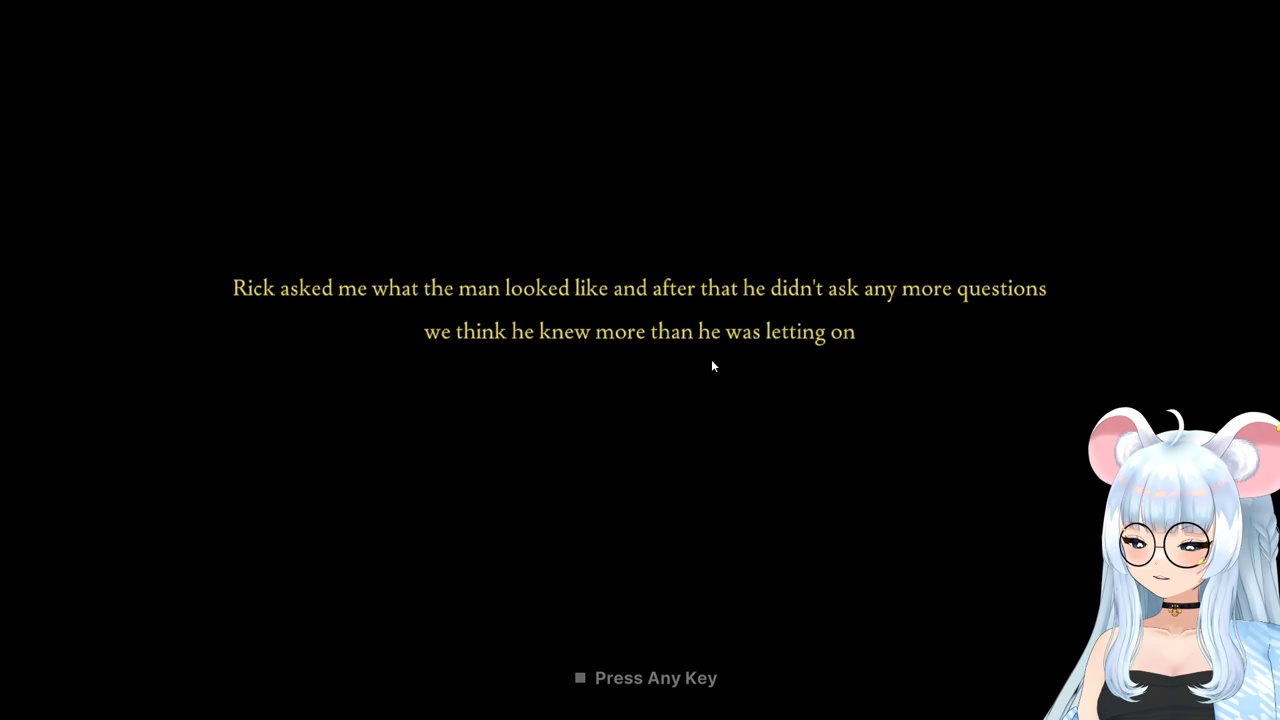 Rick asked me what the man looked like and after that he didn't ask any more questions
we think he knew more than he was letting on
Press Any Key